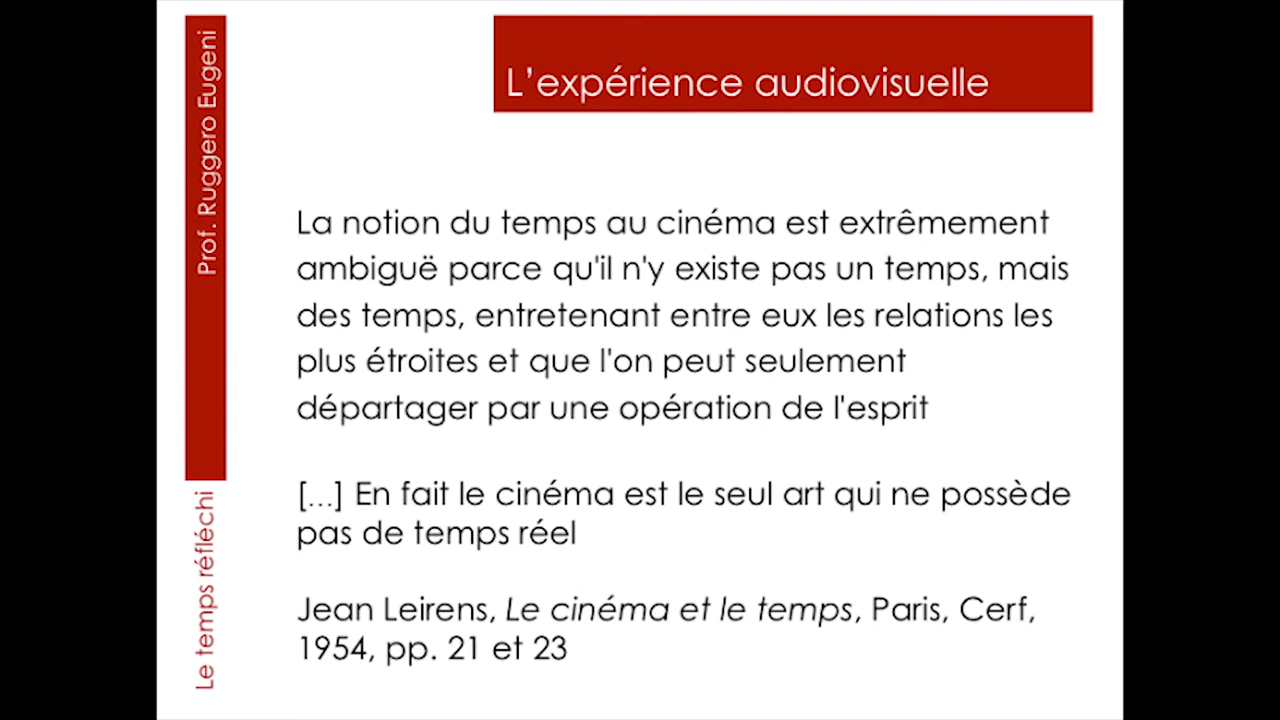 Prof. Ruggero Eugeni
Le temps réfléchi
L’expérience audiovisuelle
La notion du temps au cinéma est extrêmement
ambiguë parce qu'il n'y existe pas un temps, mais
des temps, entretenant entre eux les relations les
plus étroites et que l'on peut seulement
départager par une opération de l'esprit
[…] En fait le cinéma est le seul art qui ne possède
pas de temps réel
Jean Leirens, Le cinéma et le temps, Paris, Cerf,
1954, pp. 21 et 23